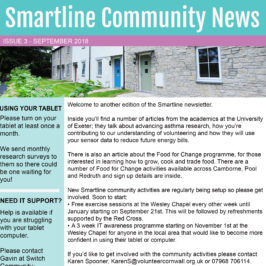 Smartline Community News
ISSUE 3 - SEPTEMBER 2018
USING YOUR TABLET
Please turn on your
tablet at least once a
month.
We send monthly
research surveys to
them so there could
be one waiting for
you!
NEED IT SUPPORT?
Help is available if
you are struggling
with your tablet
computer.
Please contact
Gavin at Switch
Community
Welcome to another edition of the Smartline newsletter.
Inside you'll find a number of articles from the academics at the University
of Exeter; they talk about advancing asthma research, how you're
contributing to our understanding of volunteering and how they will use
your sensor data to reduce future energy bills.
There is also an article about the Food for Change programme, for those
interested in learning how to grow, cook and trade food. There are a
number of Food for Change activities available across Camborne, Pool
and Redruth and sign up details are inside.
New Smartline community activities are regularly being setup so please get
involved. Soon to start:
- Free exercise sessions at the Wesley Chapel every other week until
January starting on September 21st. This will be followed by refreshments
supported by the Red Cross.
- A 3 week IT awareness programme starting on November 1st at the
Wesley Chapel for anyone in the local area that would like to become more
confident in using their tablet or computer.
If you'd like to get involved with the community activities please contact
Karen Spooner, KarenS@volunteercornwall.org.uk or 07968 706114.